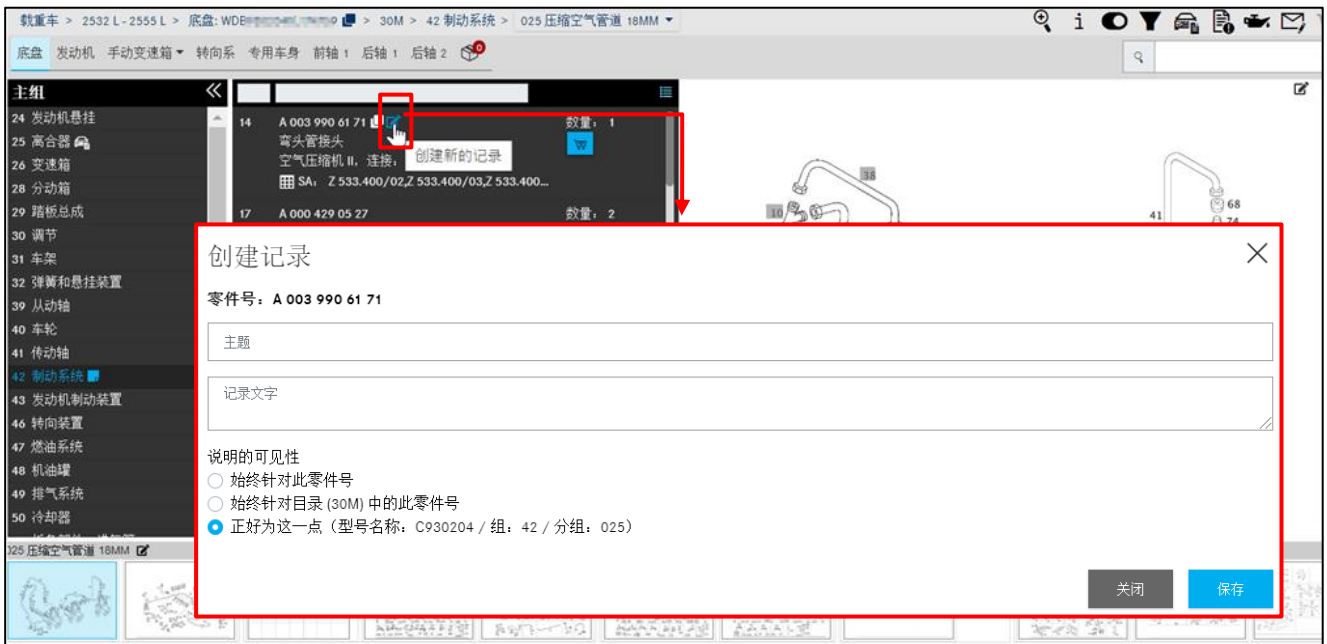 载重车 > 2532 L - 2555 L > 底盘: WDB > 30M > 42 制动系统 > 025 压缩空气管道 18MM
底盘 发动机 手动变速箱 转向系 专用车身 前轴 1 后轴 1 后轴 2 0
主组
24 发动机悬挂
25 离合器
26 变速箱
28 分动箱
29 踏板总成
30 调节
31 车架
32 弹簧和悬挂装置
39 从动轴
40 车轮
41 传动轴
42 制动系统
43 发动机制动装置
46 转向装置
47 燃油系统
48 机油罐
49 排气系统
50 冷却器
14 A 003 990 61 71 数量: 1
弯头管接头
空气压缩机 II, 连接,
创建新的记录
SA: Z 533.400/02,Z 533.400/03,Z 533.400...
17 A 000 429 05 27 数量: 2
38
10
41
68
74
创建记录
零件号: A 003 990 61 71
主题
记录文字
说明的可见性
始终针对此零件号
始终针对目录 (30M) 中的此零件号
正好为这一点（型号名称: C930204 / 组: 42 / 分组: 025）
关闭
保存
025 压缩空气管道 18MM